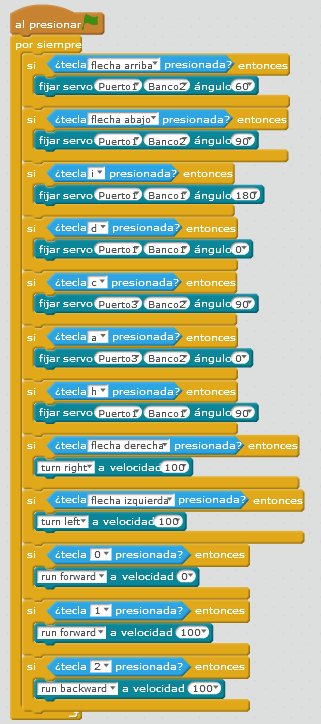 al presionar
por siempre
si ¿tecla flecha arriba presionada? entonces
fijar servo Puerto1 Banco2 ángulo 60
si ¿tecla flecha abajo presionada? entonces
fijar servo Puerto1 Banco2 ángulo 90
si ¿tecla i presionada? entonces
fijar servo Puerto1 Banco1 ángulo 180
si ¿tecla d presionada? entonces
fijar servo Puerto1 Banco1 ángulo 0
si ¿tecla c presionada? entonces
fijar servo Puerto3 Banco2 ángulo 90
si ¿tecla a presionada? entonces
fijar servo Puerto3 Banco2 ángulo 0
si ¿tecla h presionada? entonces
fijar servo Puerto1 Banco1 ángulo 90
si ¿tecla flecha derecha presionada? entonces
turn right a velocidad 100
si ¿tecla flecha izquierda presionada? entonces
turn left a velocidad 100
si ¿tecla 0 presionada? entonces
run forward a velocidad 0
si ¿tecla 1 presionada? entonces
run forward a velocidad 100
si ¿tecla 2 presionada? entonces
run backward a velocidad 100